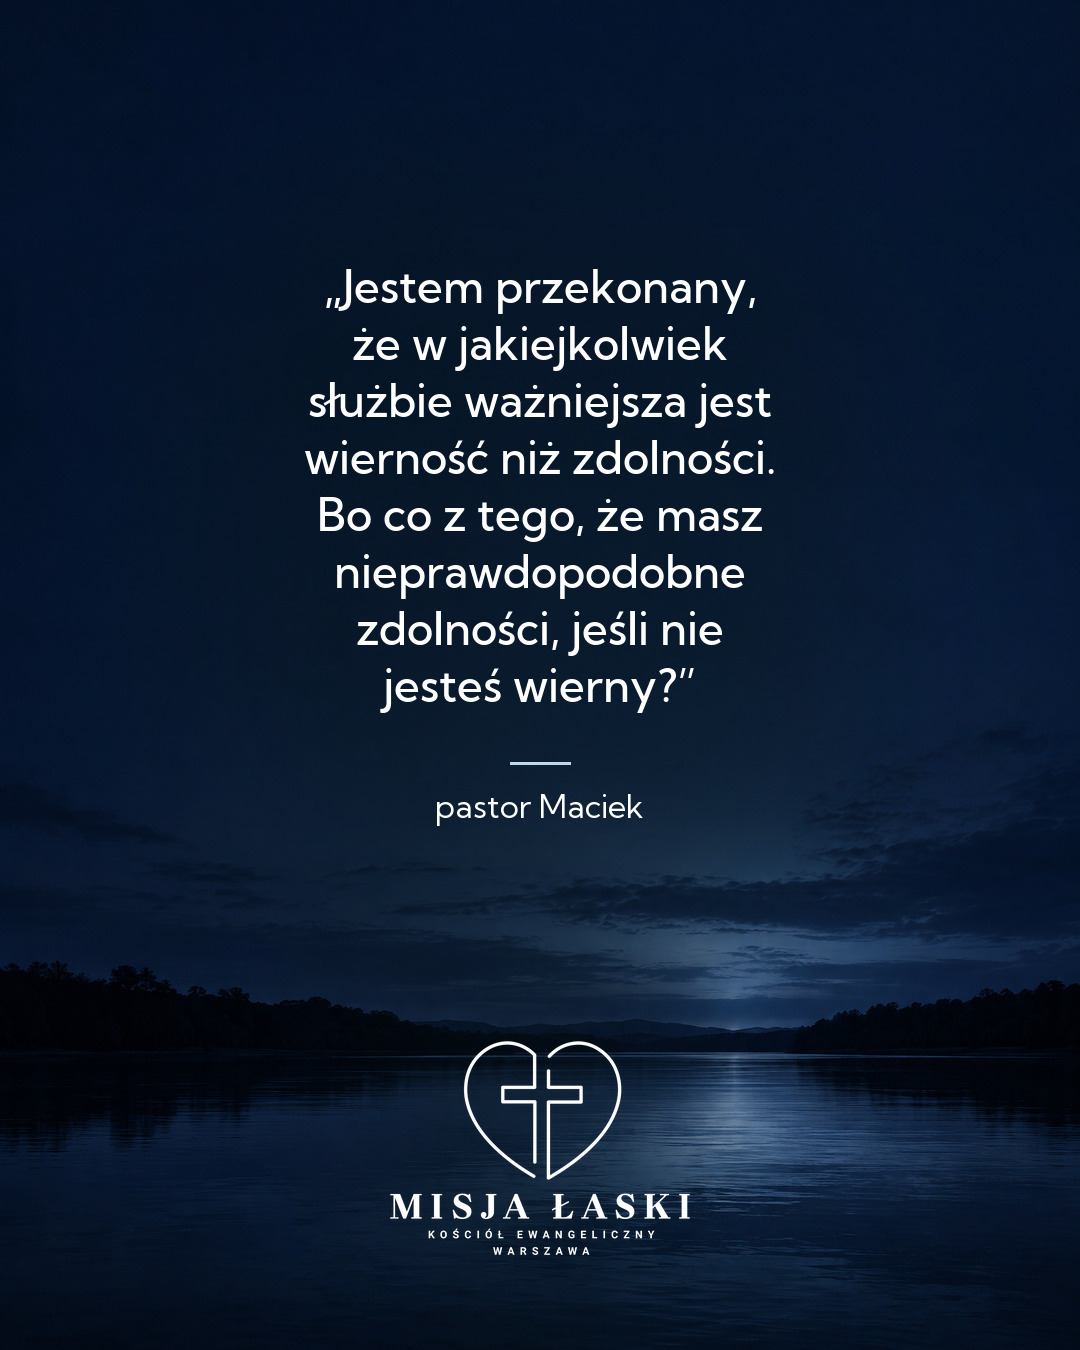 „Jestem przekonany,
że w jakiejkolwiek
służbie ważniejsza jest
wierność niż zdolności.
Bo co z tego, że masz
nieprawdopodobne
zdolności, jeśli nie
jesteś wierny?”
pastor Maciek
MISJA ŁASKI
KOŚCIÓŁ EWANGELICZNY
WARSZAWA